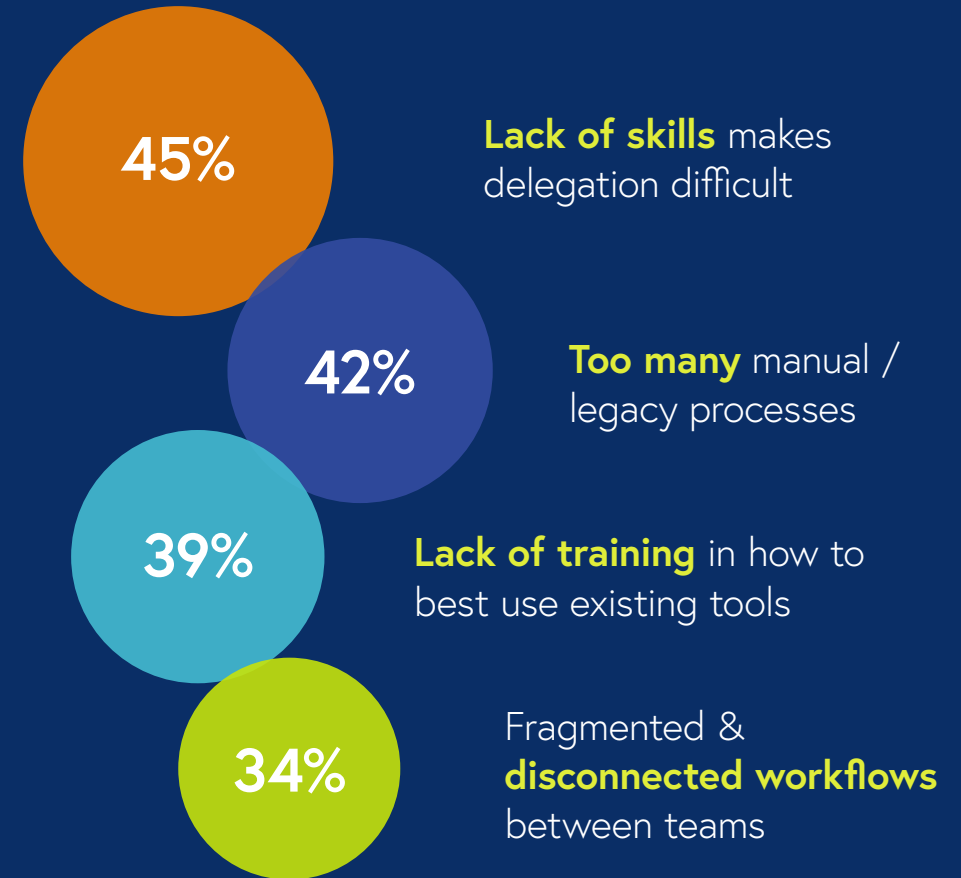 45%
Lack of skills makes
delegation difficult
42%
Too many manual /
legacy processes
39%
Lack of training in how to
best use existing tools
34%
Fragmented &
disconnected workflows
between teams